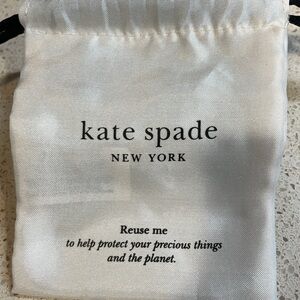 kate spade
NEW YORK
Reuse me
to help protect your precious things
and the planet.